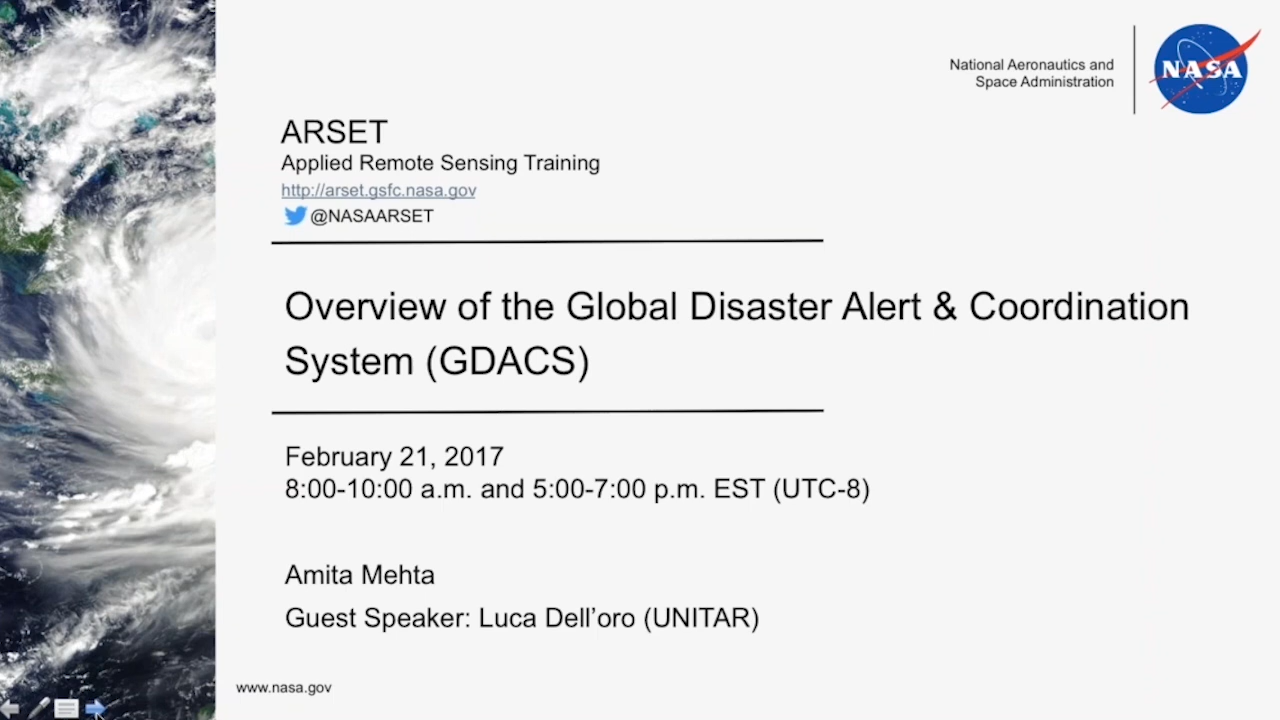 National Aeronautics and
Space Administration
NASA
ARSET
Applied Remote Sensing Training
http://arset.gsfc.nasa.gov
@NASAARSET
Overview of the Global Disaster Alert & Coordination
System (GDACS)
February 21, 2017
8:00-10:00 a.m. and 5:00-7:00 p.m. EST (UTC-8)
Amita Mehta
Guest Speaker: Luca Dell’oro (UNITAR)
www.nasa.gov